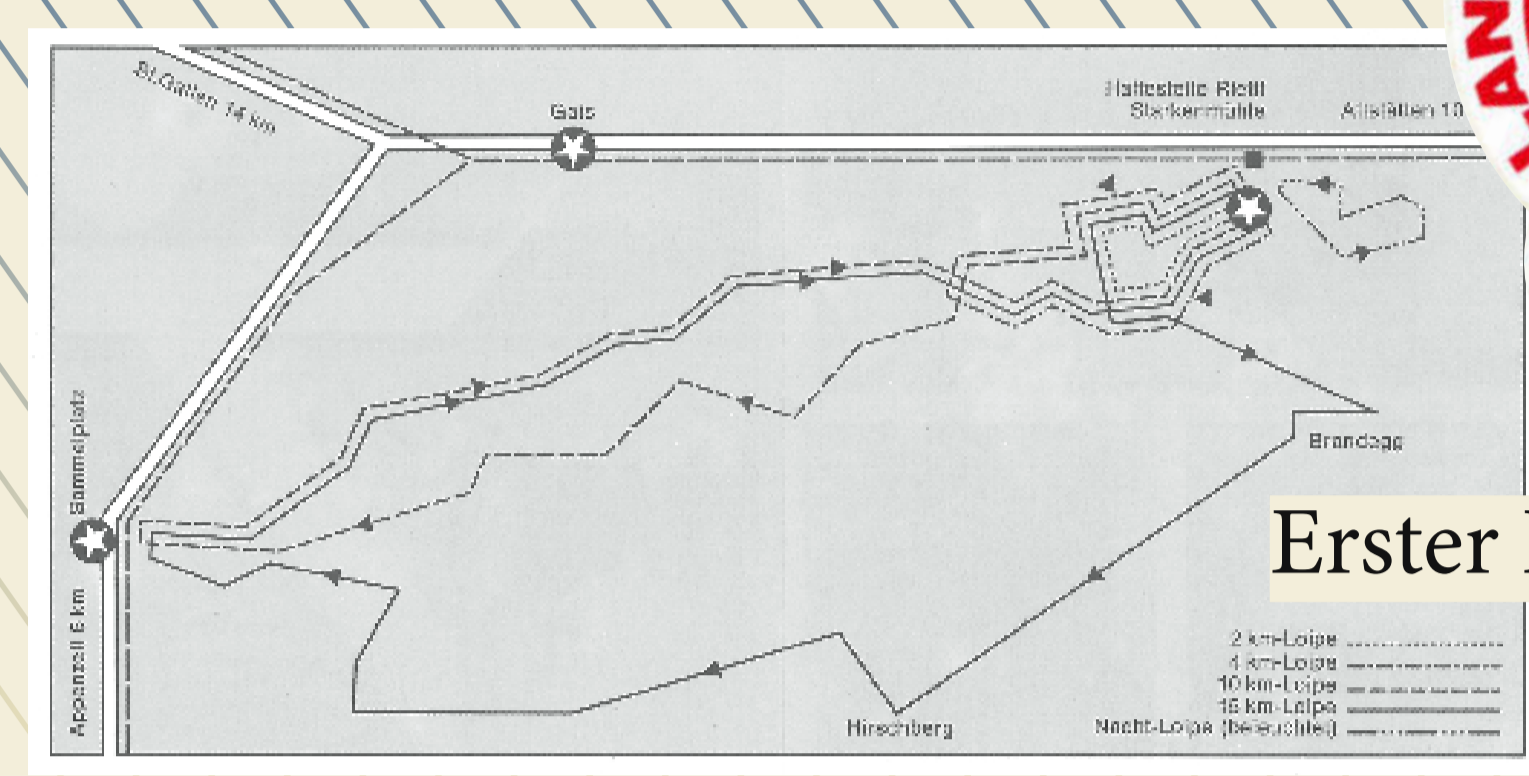 St.Gallen 14 km
Gais
Haltestelle Rietli
Starkenmühle
Altstätten 10
LAN
Sammelplatz
Appenzell 6 km
Brandegg
Hirschberg
Erster
2 km-Loipe
4 km-Loipe
10 km-Loipe
15 km-Loipe
Nacht-Loipe (beleuchtet)